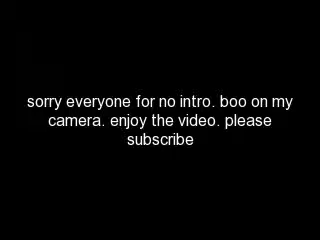 sorry everyone for no intro. boo on my
camera. enjoy the video. please
subscribe